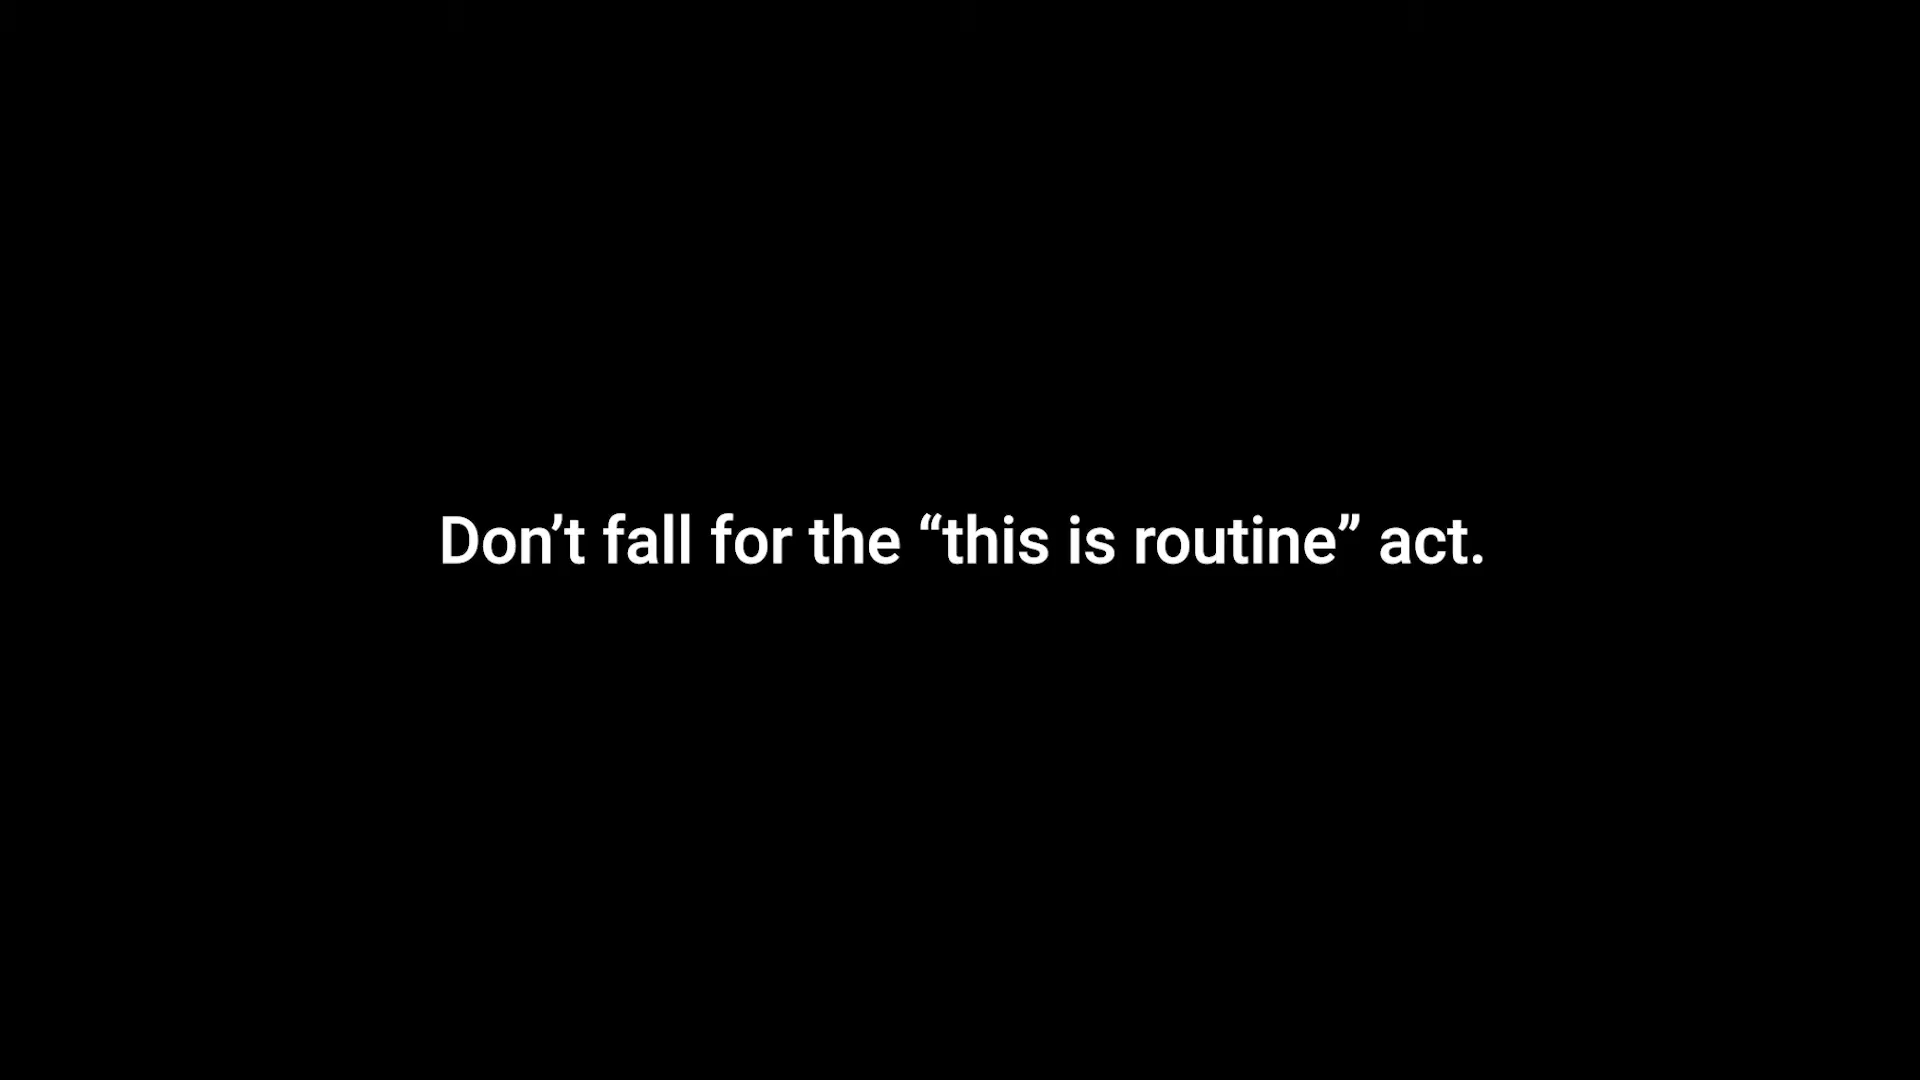 Don’t fall for the “this is routine” act.